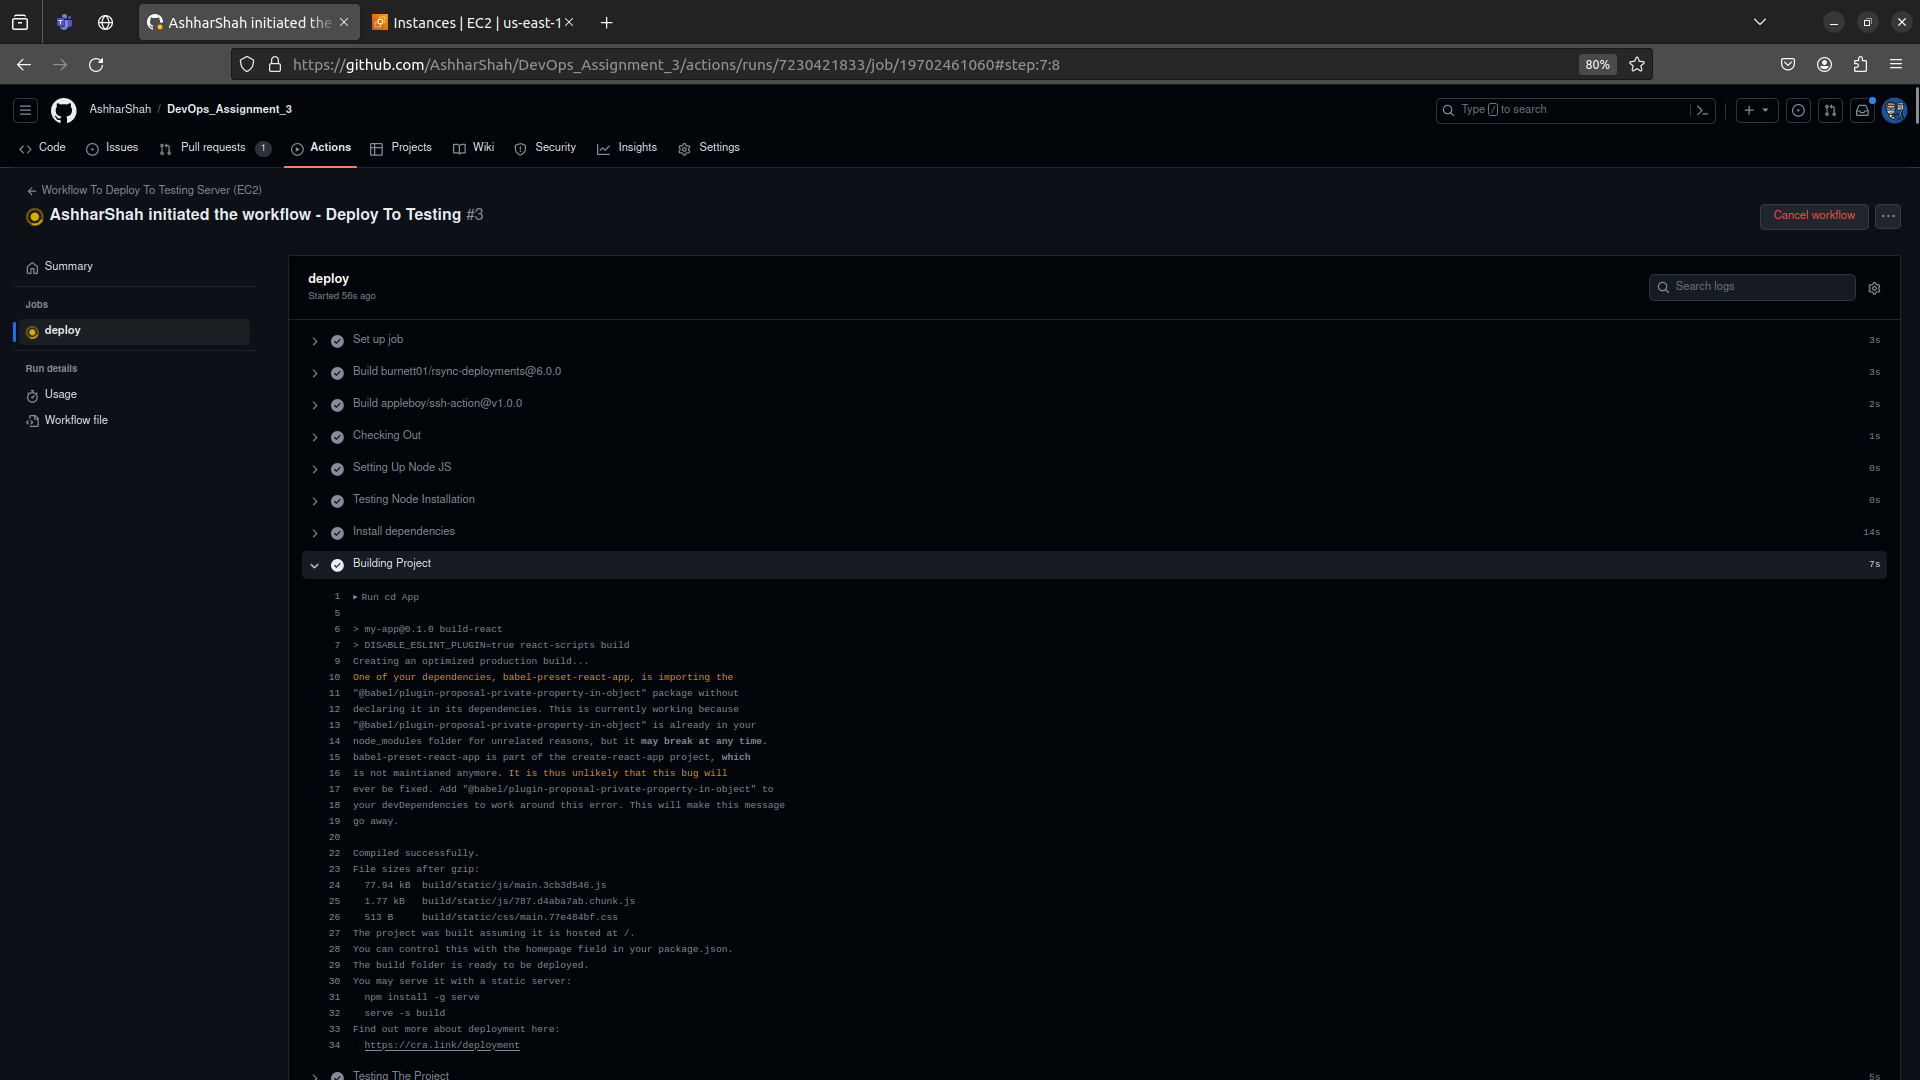 AshharShah initiated the
Instances | EC2 | us-east-1
https://github.com/AshharShah/DevOps_Assignment_3/actions/runs/7230421833/job/19702461060#step:7:8
80%
AshharShah / DevOps_Assignment_3
Type / to search
Code
Issues
Pull requests 1
Actions
Projects
Wiki
Security
Insights
Settings
Workflow To Deploy To Testing Server (EC2)
AshharShah initiated the workflow - Deploy To Testing #3
Cancel workflow
Summary
Jobs
deploy
Run details
Usage
Workflow file
deploy
Started 56s ago
Search logs
Set up job 3s
Build burnett01/rsync-deployments@6.0.0 3s
Build appleboy/ssh-action@v1.0.0 2s
Checking Out 1s
Setting Up Node JS 0s
Testing Node Installation 0s
Install dependencies 14s
Building Project 7s
1 Run cd App
5
6 > my-app@0.1.0 build-react
7 > DISABLE_ESLINT_PLUGIN=true react-scripts build
9 Creating an optimized production build...
10 One of your dependencies, babel-preset-react-app, is importing the
11 "@babel/plugin-proposal-private-property-in-object" package without
12 declaring it in its dependencies. This is currently working because
13 "@babel/plugin-proposal-private-property-in-object" is already in your
14 node_modules folder for unrelated reasons, but it may break at any time.
15 babel-preset-react-app is part of the create-react-app project, which
16 is not maintianed anymore. It is thus unlikely that this bug will
17 ever be fixed. Add "@babel/plugin-proposal-private-property-in-object" to
18 your devDependencies to work around this error. This will make this message
19 go away.
20
22 Compiled successfully.
23 File sizes after gzip:
24 77.94 kB build/static/js/main.3cb3d546.js
25 1.77 kB build/static/js/787.d4aba7ab.chunk.js
26 513 B build/static/css/main.77e484bf.css
27 The project was built assuming it is hosted at /.
28 You can control this with the homepage field in your package.json.
29 The build folder is ready to be deployed.
30 You may serve it with a static server:
31 npm install -g serve
32 serve -s build
33 Find out more about deployment here:
34 https://cra.link/deployment
Testing The Project 5s